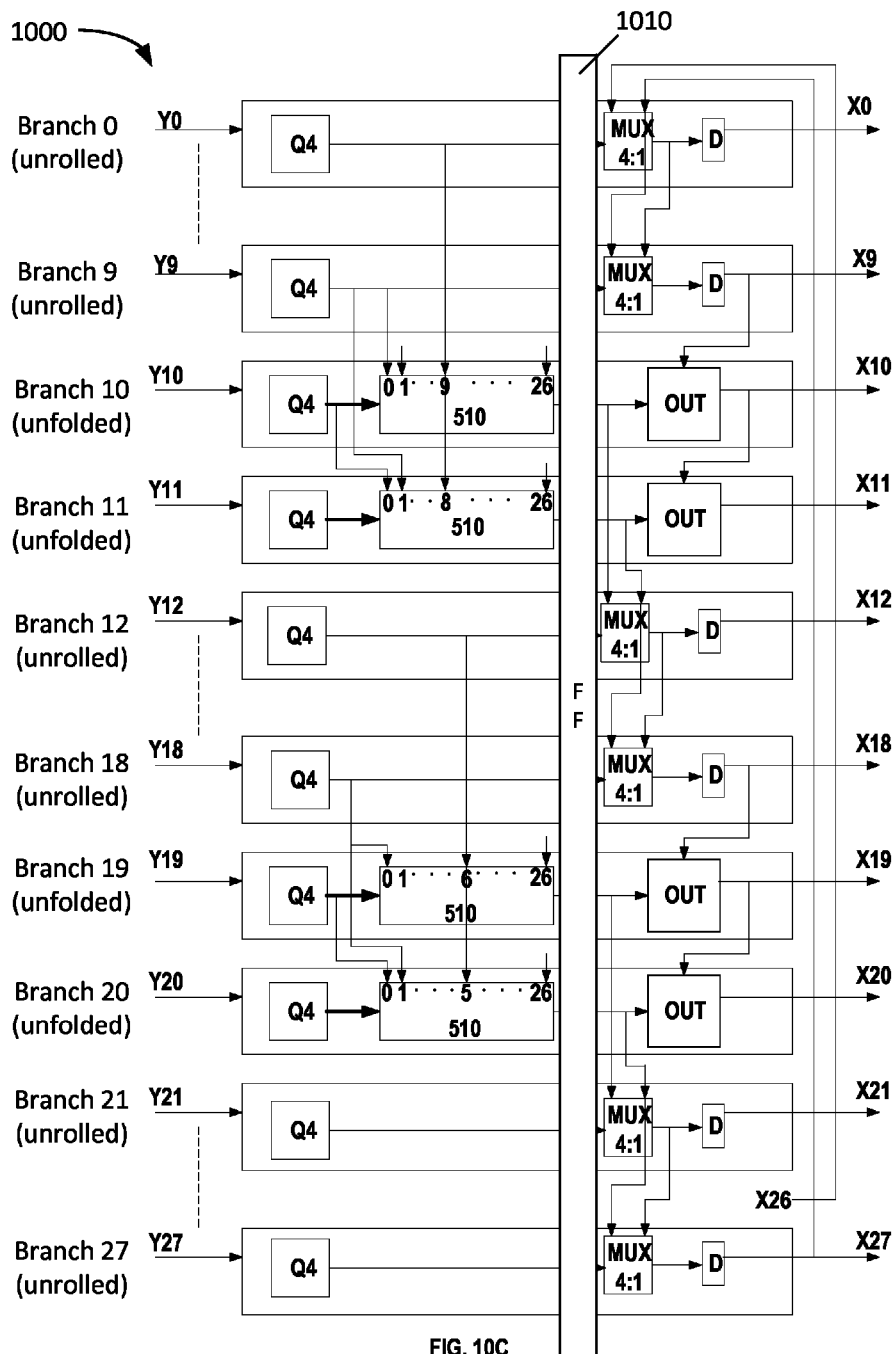 1000
1010
Branch 0
(unrolled)
Y0
Q4
MUX
4:1
D
X0
Branch 9
(unrolled)
Y9
Q4
MUX
4:1
D
X9
Branch 10
(unfolded)
Y10
Q4
0 1 · · 9 · · · · 26
510
OUT
X10
Branch 11
(unfolded)
Y11
Q4
0 1 · · 8 · · · · 26
510
OUT
X11
Branch 12
(unrolled)
Y12
Q4
MUX
4:1
D
X12
F
F
Branch 18
(unrolled)
Y18
Q4
MUX
4:1
D
X18
Branch 19
(unfolded)
Y19
Q4
0 1 · · · 6 · · · · 26
510
OUT
X19
Branch 20
(unfolded)
Y20
Q4
0 1 · · · 5 · · · · 26
510
OUT
X20
Branch 21
(unrolled)
Y21
Q4
MUX
4:1
D
X21
X26
Branch 27
(unrolled)
Y27
Q4
MUX
4:1
D
X27
FIG. 10C